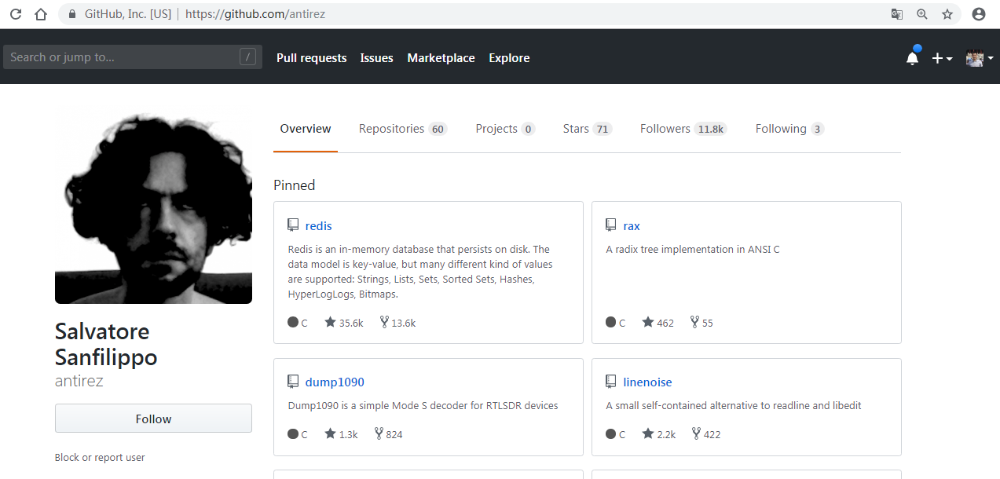 GitHub, Inc. [US] | https://github.com/antirez
Search or jump to... /
Pull requests Issues Marketplace Explore
Overview Repositories 60 Projects 0 Stars 71 Followers 11.8k Following 3
Salvatore
Sanfilippo
antirez
Follow
Block or report user
Pinned
redis
Redis is an in-memory database that persists on disk. The
data model is key-value, but many different kind of values
are supported: Strings, Lists, Sets, Sorted Sets, Hashes,
HyperLogLogs, Bitmaps.
C 35.6k 13.6k
rax
A radix tree implementation in ANSI C
C 462 55
dump1090
Dump1090 is a simple Mode S decoder for RTLSDR devices
C 1.3k 824
linenoise
A small self-contained alternative to readline and libedit
C 2.2k 422